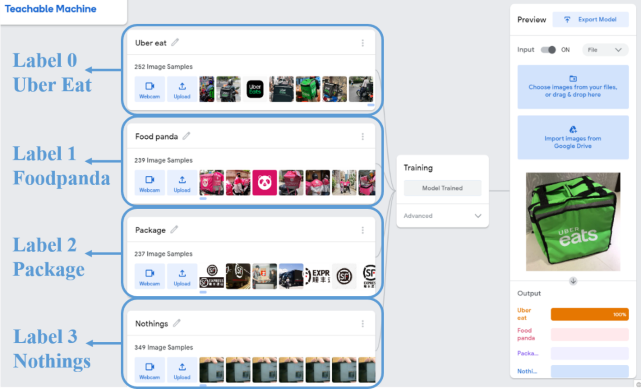 Teachable Machine
Label 0
Uber Eat
Label 1
Foodpanda
Label 2
Package
Label 3
Nothings
Uber eat
252 Image Samples
Webcam
Upload
Uber
Eats
Food panda
239 Image Samples
Webcam
Upload
Package
237 Image Samples
Webcam
Upload
EXPR
Nothings
349 Image Samples
Webcam
Upload
Training
Model Trained
Advanced
Preview
Export Model
Input
ON
File
Choose images from your files,
or drag & drop here
Import images from
Google Drive
UBER
eats
Output
Uber
eat
100%
Food
panda
Packa...
Nothi...